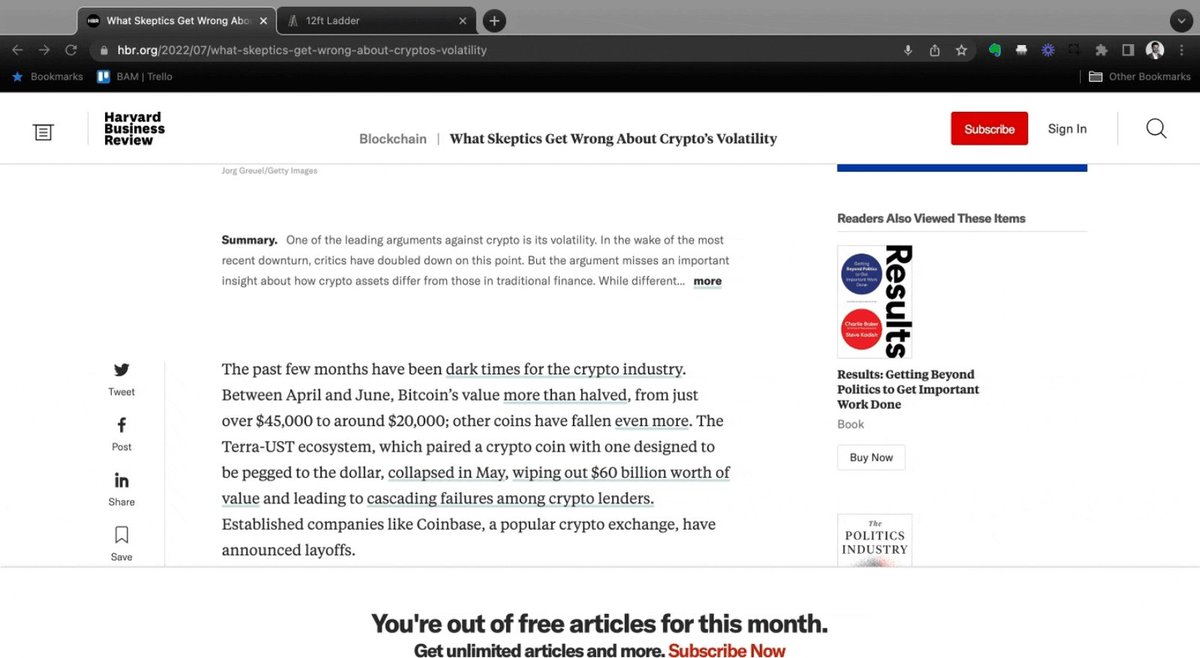 What Skeptics Get Wrong Abo
12ft Ladder
hbr.org/2022/07/what-skeptics-get-wrong-about-cryptos-volatility
Bookmarks
BAM | Trello
Other Bookmarks
Harvard
Business
Review
Blockchain | What Skeptics Get Wrong About Crypto’s Volatility
Subscribe
Sign In
Jorg Greuel/Getty Images
Summary. One of the leading arguments against crypto is its volatility. In the wake of the most
recent downturn, critics have doubled down on this point. But the argument misses an important
insight about how crypto assets differ from those in traditional finance. While different... more
Tweet
Post
Share
Save
The past few months have been dark times for the crypto industry.
Between April and June, Bitcoin’s value more than halved, from just
over $45,000 to around $20,000; other coins have fallen even more. The
Terra-UST ecosystem, which paired a crypto coin with one designed to
be pegged to the dollar, collapsed in May, wiping out $60 billion worth of
value and leading to cascading failures among crypto lenders.
Established companies like Coinbase, a popular crypto exchange, have
announced layoffs.
Readers Also Viewed These Items
Getting
Beyond Politics
to Get
Important Work
Done
Results
Charlie Baker
Steve Kadish
Results: Getting Beyond
Politics to Get Important
Work Done
Book
Buy Now
The
POLITICS
INDUSTRY
You're out of free articles for this month.
Get unlimited articles and more. Subscribe Now